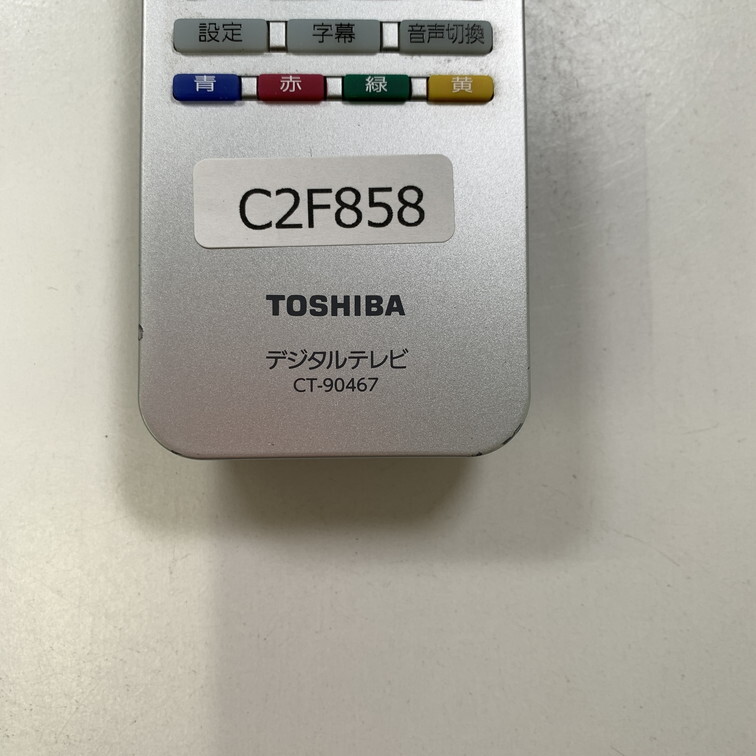 設定 字幕 音声切換
青 赤 緑 黄
C2F858
TOSHIBA
デジタルテレビ
CT-90467